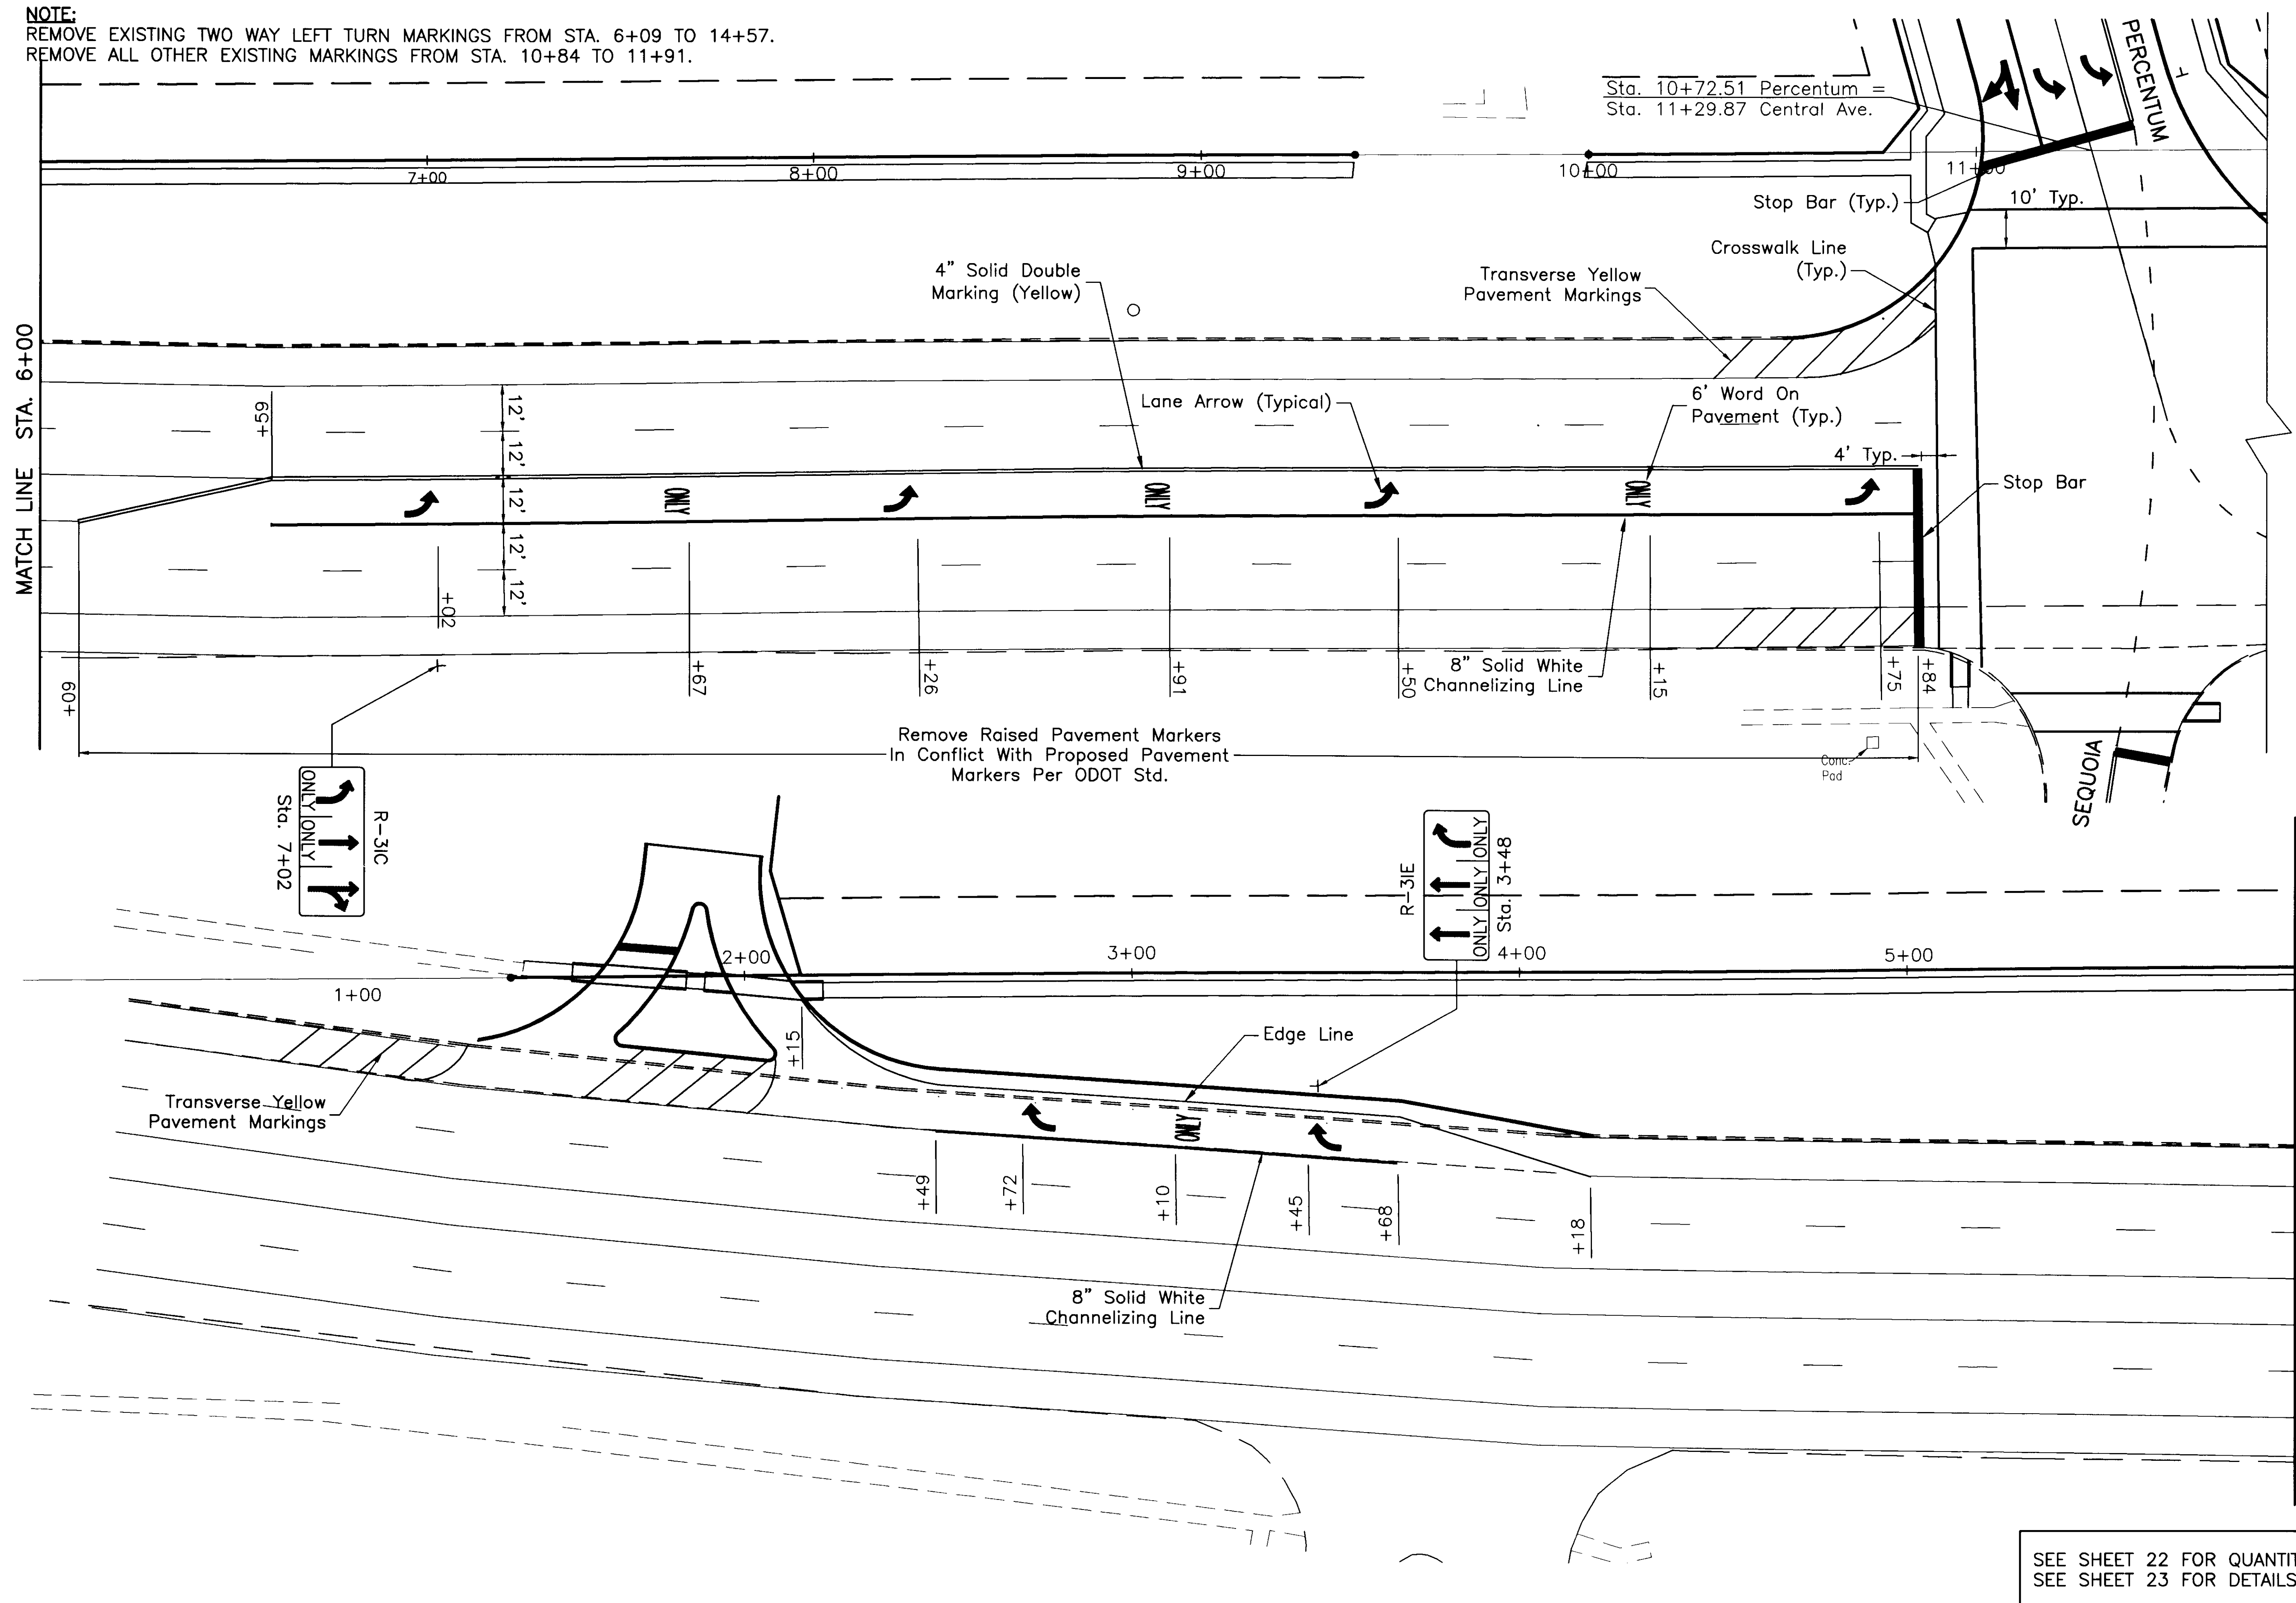 NOTE:
REMOVE EXISTING TWO WAY LEFT TURN MARKINGS FROM STA. 6+09 TO 14+57.
REMOVE ALL OTHER EXISTING MARKINGS FROM STA. 10+84 TO 11+91.
PERCENTUM
Sta. 10+72.51 Percentum =
Sta. 11+29.87 Central Ave.
7+00
8+00
9+00
10+00
11+00
Stop Bar (Typ.)
10' Typ.
Crosswalk Line
(Typ.)
4" Solid Double
Marking (Yellow)
Transverse Yellow
Pavement Markings
MATCH LINE STA. 6+00
+59
12'
12'
12'
12'
12'
Lane Arrow (Typical)
6' Word On
Pavement (Typ.)
4' Typ.
Stop Bar
ONLY
ONLY
ONLY
+09
+02
+67
+26
+91
+50
+15
+75
+84
8" Solid White
Channelizing Line
Remove Raised Pavement Markers
In Conflict With Proposed Pavement
Markers Per ODOT Std.
Conc.
Pad
SEQUOIA
R-31C
ONLY ONLY
Sta. 7+02
R-31E
ONLY ONLY ONLY
Sta. 3+48
1+00
2+00
3+00
4+00
5+00
+15
Edge Line
Transverse Yellow
Pavement Markings
ONLY
+49
+72
+10
+45
+68
+18
8" Solid White
Channelizing Line
SEE SHEET 22 FOR QUANTIT
SEE SHEET 23 FOR DETAILS